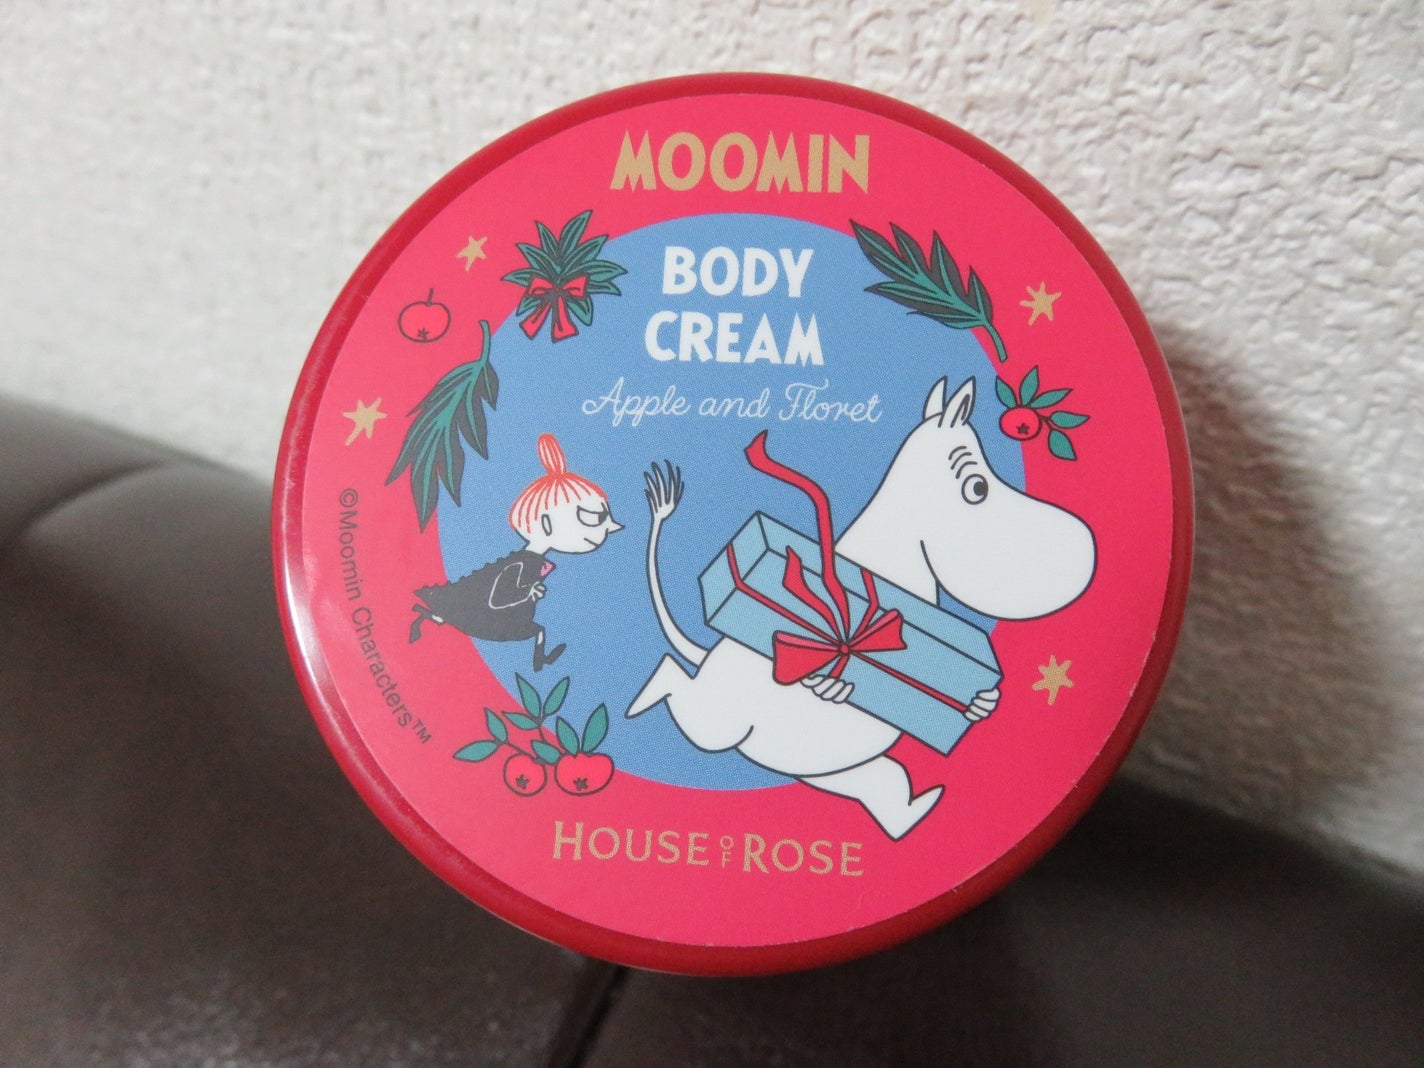 MOOMIN
BODY
CREAM
Apple and Floret
©Moomin Characters™
HOUSE OF ROSE